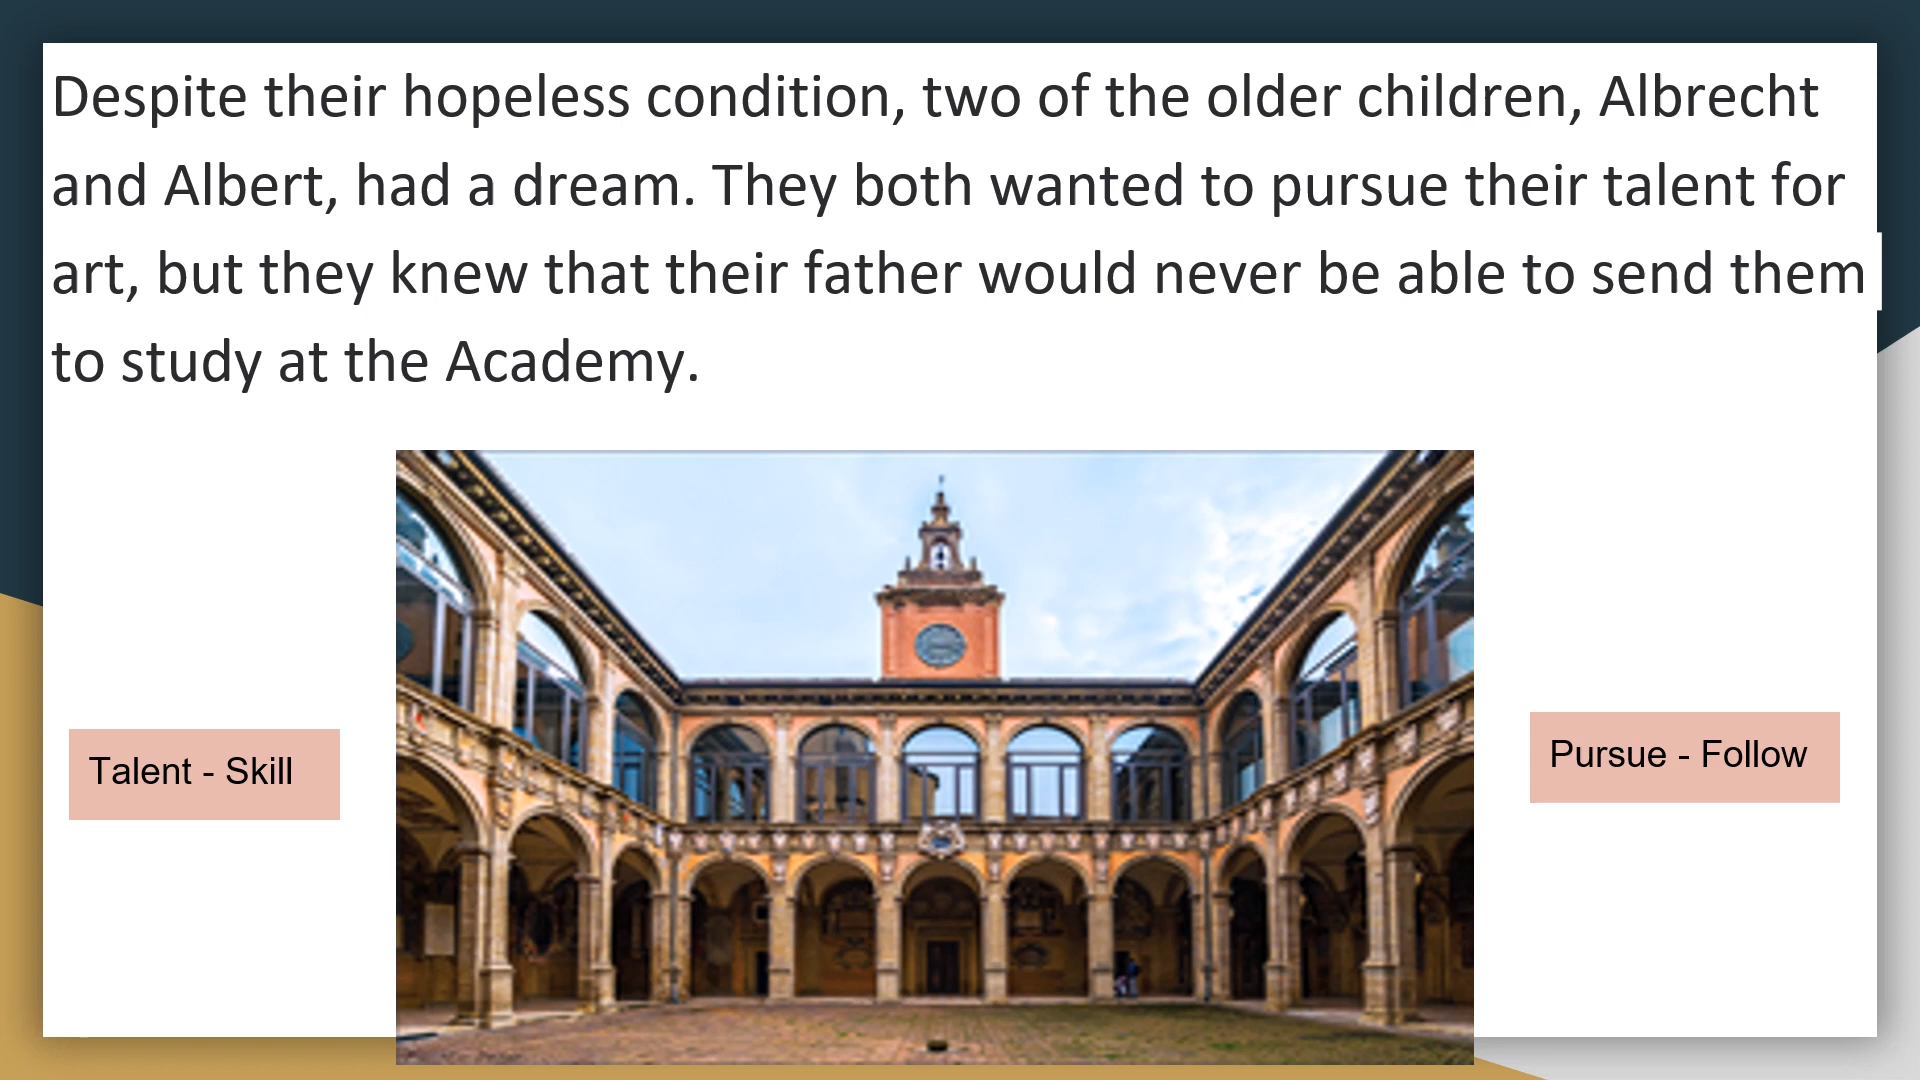 Despite their hopeless condition, two of the older children, Albrecht
and Albert, had a dream. They both wanted to pursue their talent for
art, but they knew that their father would never be able to send them
to study at the Academy.
Talent - Skill
Pursue - Follow